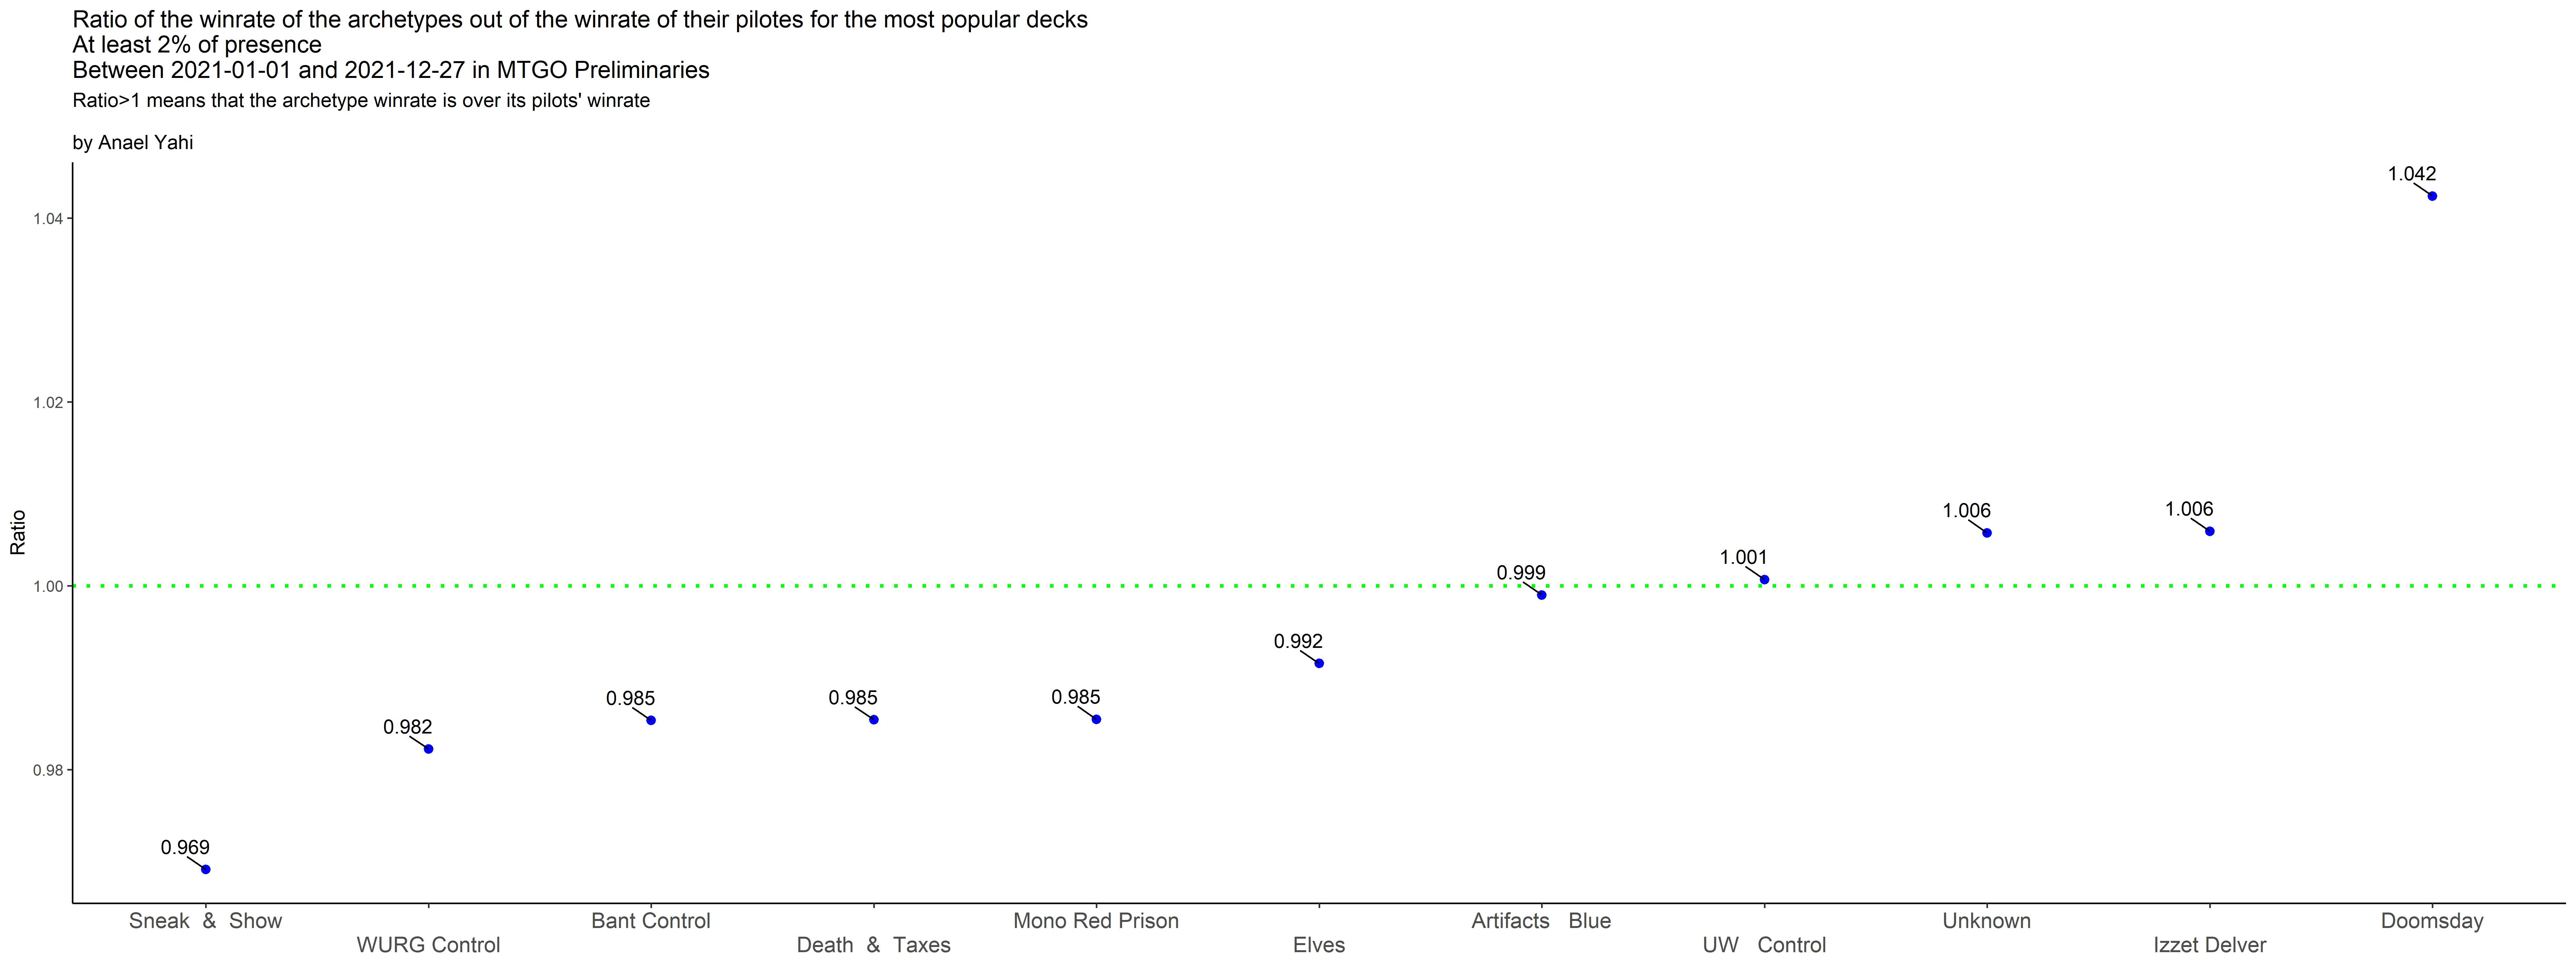 Ratio of the winrate of the archetypes out of the winrate of their pilotes for the most popular decks
At least 2% of presence
Between 2021-01-01 and 2021-12-27 in MTGO Preliminaries
Ratio>1 means that the archetype winrate is over its pilots' winrate
by Anael Yahi
1.042
1.04
1.02
Ratio
1.006
1.006
1.001
0.999
1.00
0.992
0.985
0.985
0.985
0.982
0.98
0.969
Sneak & Show
WURG Control
Bant Control
Death & Taxes
Mono Red Prison
Elves
Artifacts Blue
UW Control
Unknown
Izzet Delver
Doomsday